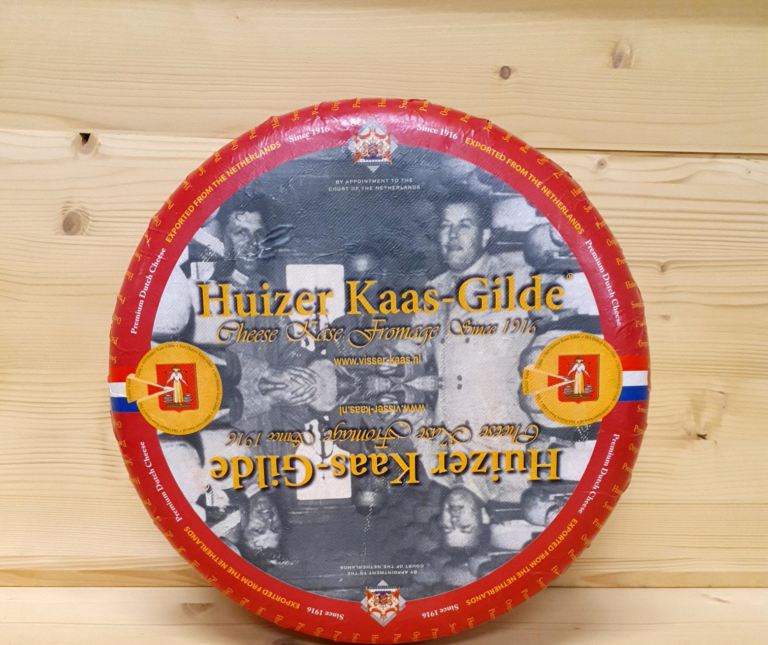 Since 1916
Since 1916
EXPORTED FROM THE NETHERLANDS
EXPORTED FROM THE NETHERLANDS
BY APPOINTMENT TO THE
COURT OF THE NETHERLANDS
Premium Dutch Cheese
Premium Dutch Cheese
Huizer Kaas-Gilde®
Cheese Käse Fromage Since 1916
www.visser-kaas.nl
www.visser-kaas.nl
Cheese Käse Fromage Since 1916
Huizer Kaas-Gilde
Premium Dutch Cheese
Premium Dutch Cheese
BY APPOINTMENT TO THE
COURT OF THE NETHERLANDS
EXPORTED FROM THE NETHERLANDS
EXPORTED FROM THE NETHERLANDS
Since 1916
Since 1916